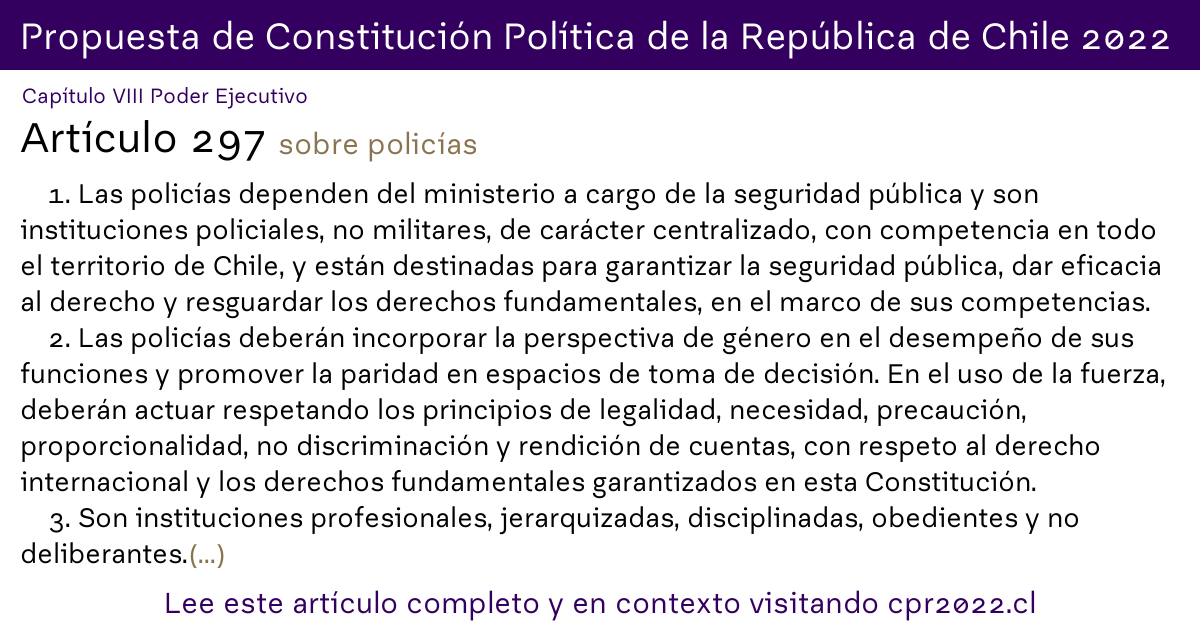 Propuesta de Constitución Política de la República de Chile 2022
Capítulo VIII Poder Ejecutivo
Artículo 297 sobre policías
1. Las policías dependen del ministerio a cargo de la seguridad pública y son
instituciones policiales, no militares, de carácter centralizado, con competencia en todo
el territorio de Chile, y están destinadas para garantizar la seguridad pública, dar eficacia
al derecho y resguardar los derechos fundamentales, en el marco de sus competencias.
2. Las policías deberán incorporar la perspectiva de género en el desempeño de sus
funciones y promover la paridad en espacios de toma de decisión. En el uso de la fuerza,
deberán actuar respetando los principios de legalidad, necesidad, precaución,
proporcionalidad, no discriminación y rendición de cuentas, con respeto al derecho
internacional y los derechos fundamentales garantizados en esta Constitución.
3. Son instituciones profesionales, jerarquizadas, disciplinadas, obedientes y no
deliberantes.(...)
Lee este artículo completo y en contexto visitando cpr2022.cl